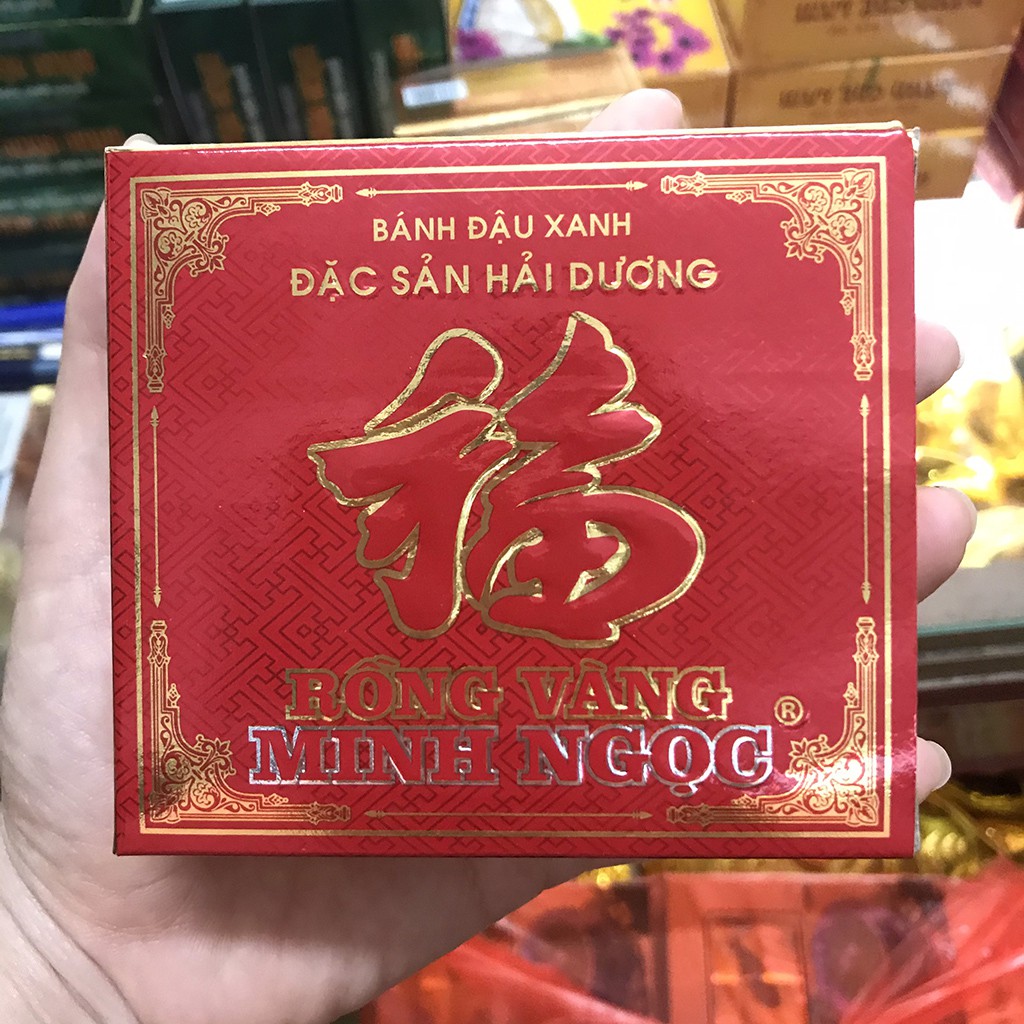 BÁNH ĐẬU XANH
ĐẶC SẢN HẢI DƯƠNG
福
RỒNG VÀNG
MINH NGỌC ®